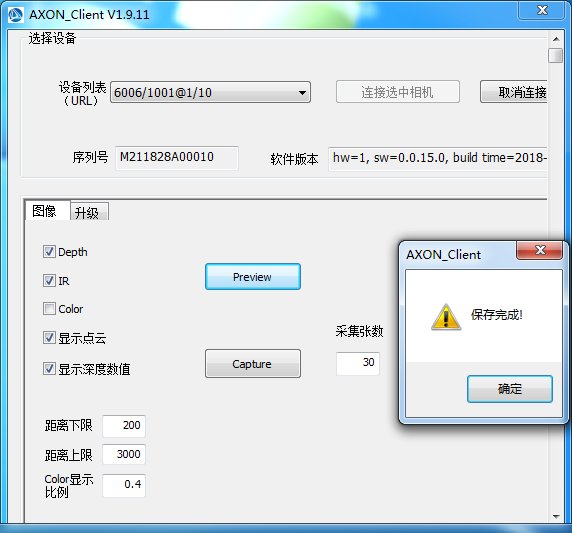 AXON_Client V1.9.11
选择设备
设备列表
(URL)
6006/1001@1/10
连接选中相机
取消连接
序列号
M211828A00010
软件版本
hw=1, sw=0.0.15.0, build time=2018-
图像
升级
Depth
IR
Color
显示点云
显示深度数值
Preview
Capture
采集张数
30
距离下限
200
距离上限
3000
Color显示
比例
0.4
AXON_Client
保存完成!
确定